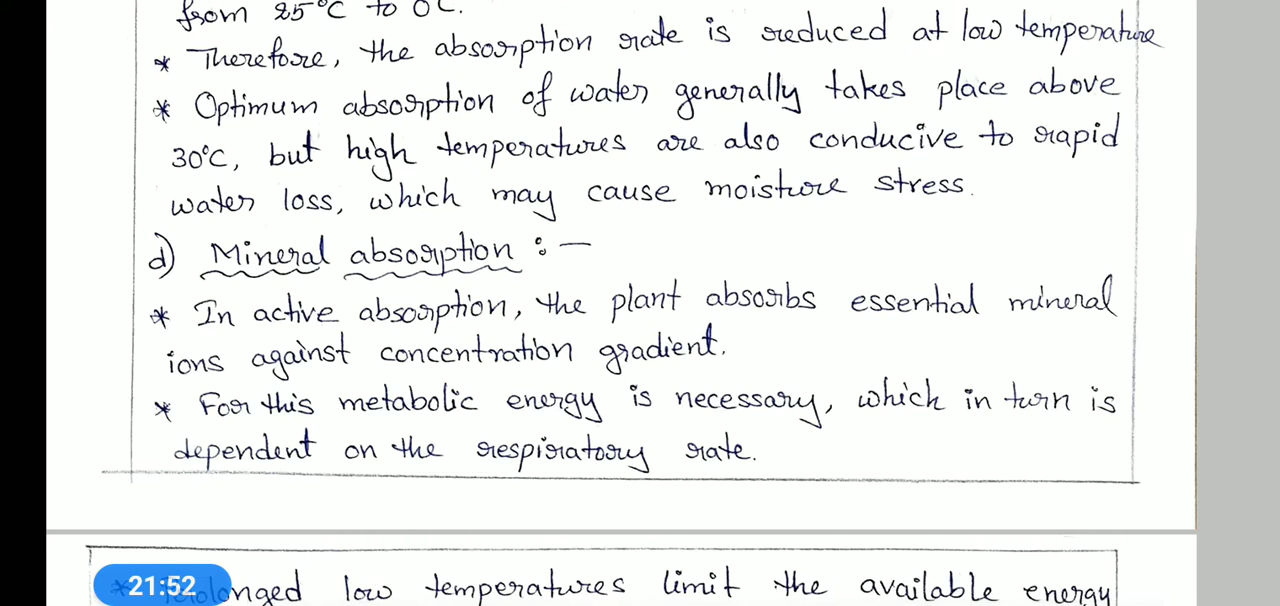 from 25°C to 0°C.
* Therefore, the absorption rate is reduced at low temperature
* Optimum absorption of water generally takes place above
30°C, but high temperatures are also conducive to rapid
water loss, which may cause moisture stress.
d) Mineral absorption :-
* In active absorption, the plant absorbs essential mineral
ions against concentration gradient.
* For this metabolic energy is necessary, which in turn is
dependent on the respiratory rate.
21:52
low temperatures limit the available energy